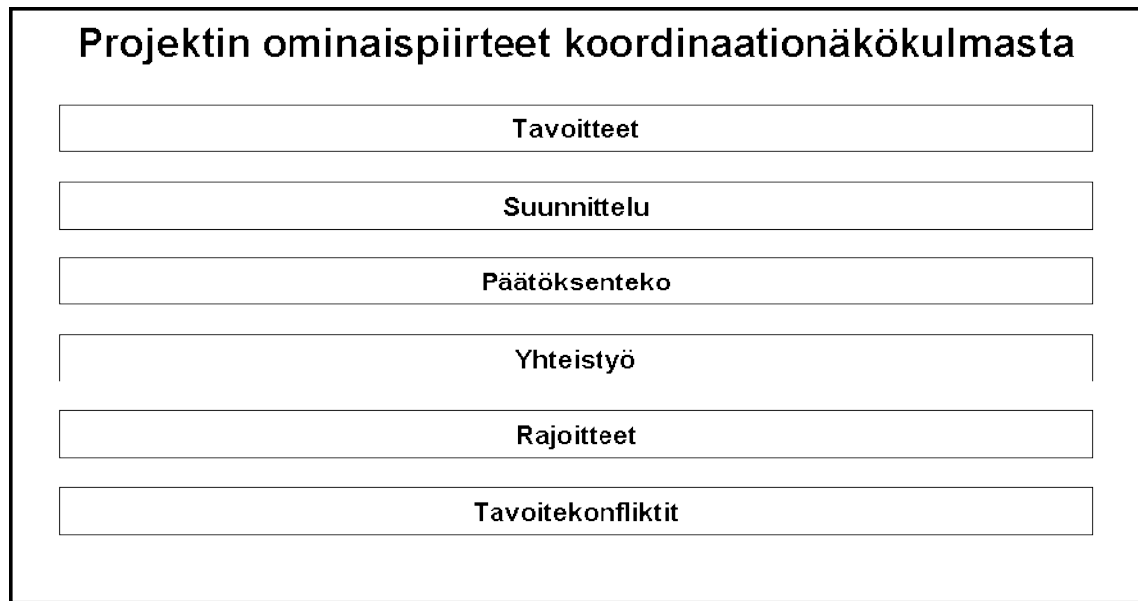 Projektin ominaispiirteet koordinaationäkökulmasta
Tavoitteet
Suunnittelu
Päätöksenteko
Yhteistyö
Rajoitteet
Tavoitekonfliktit